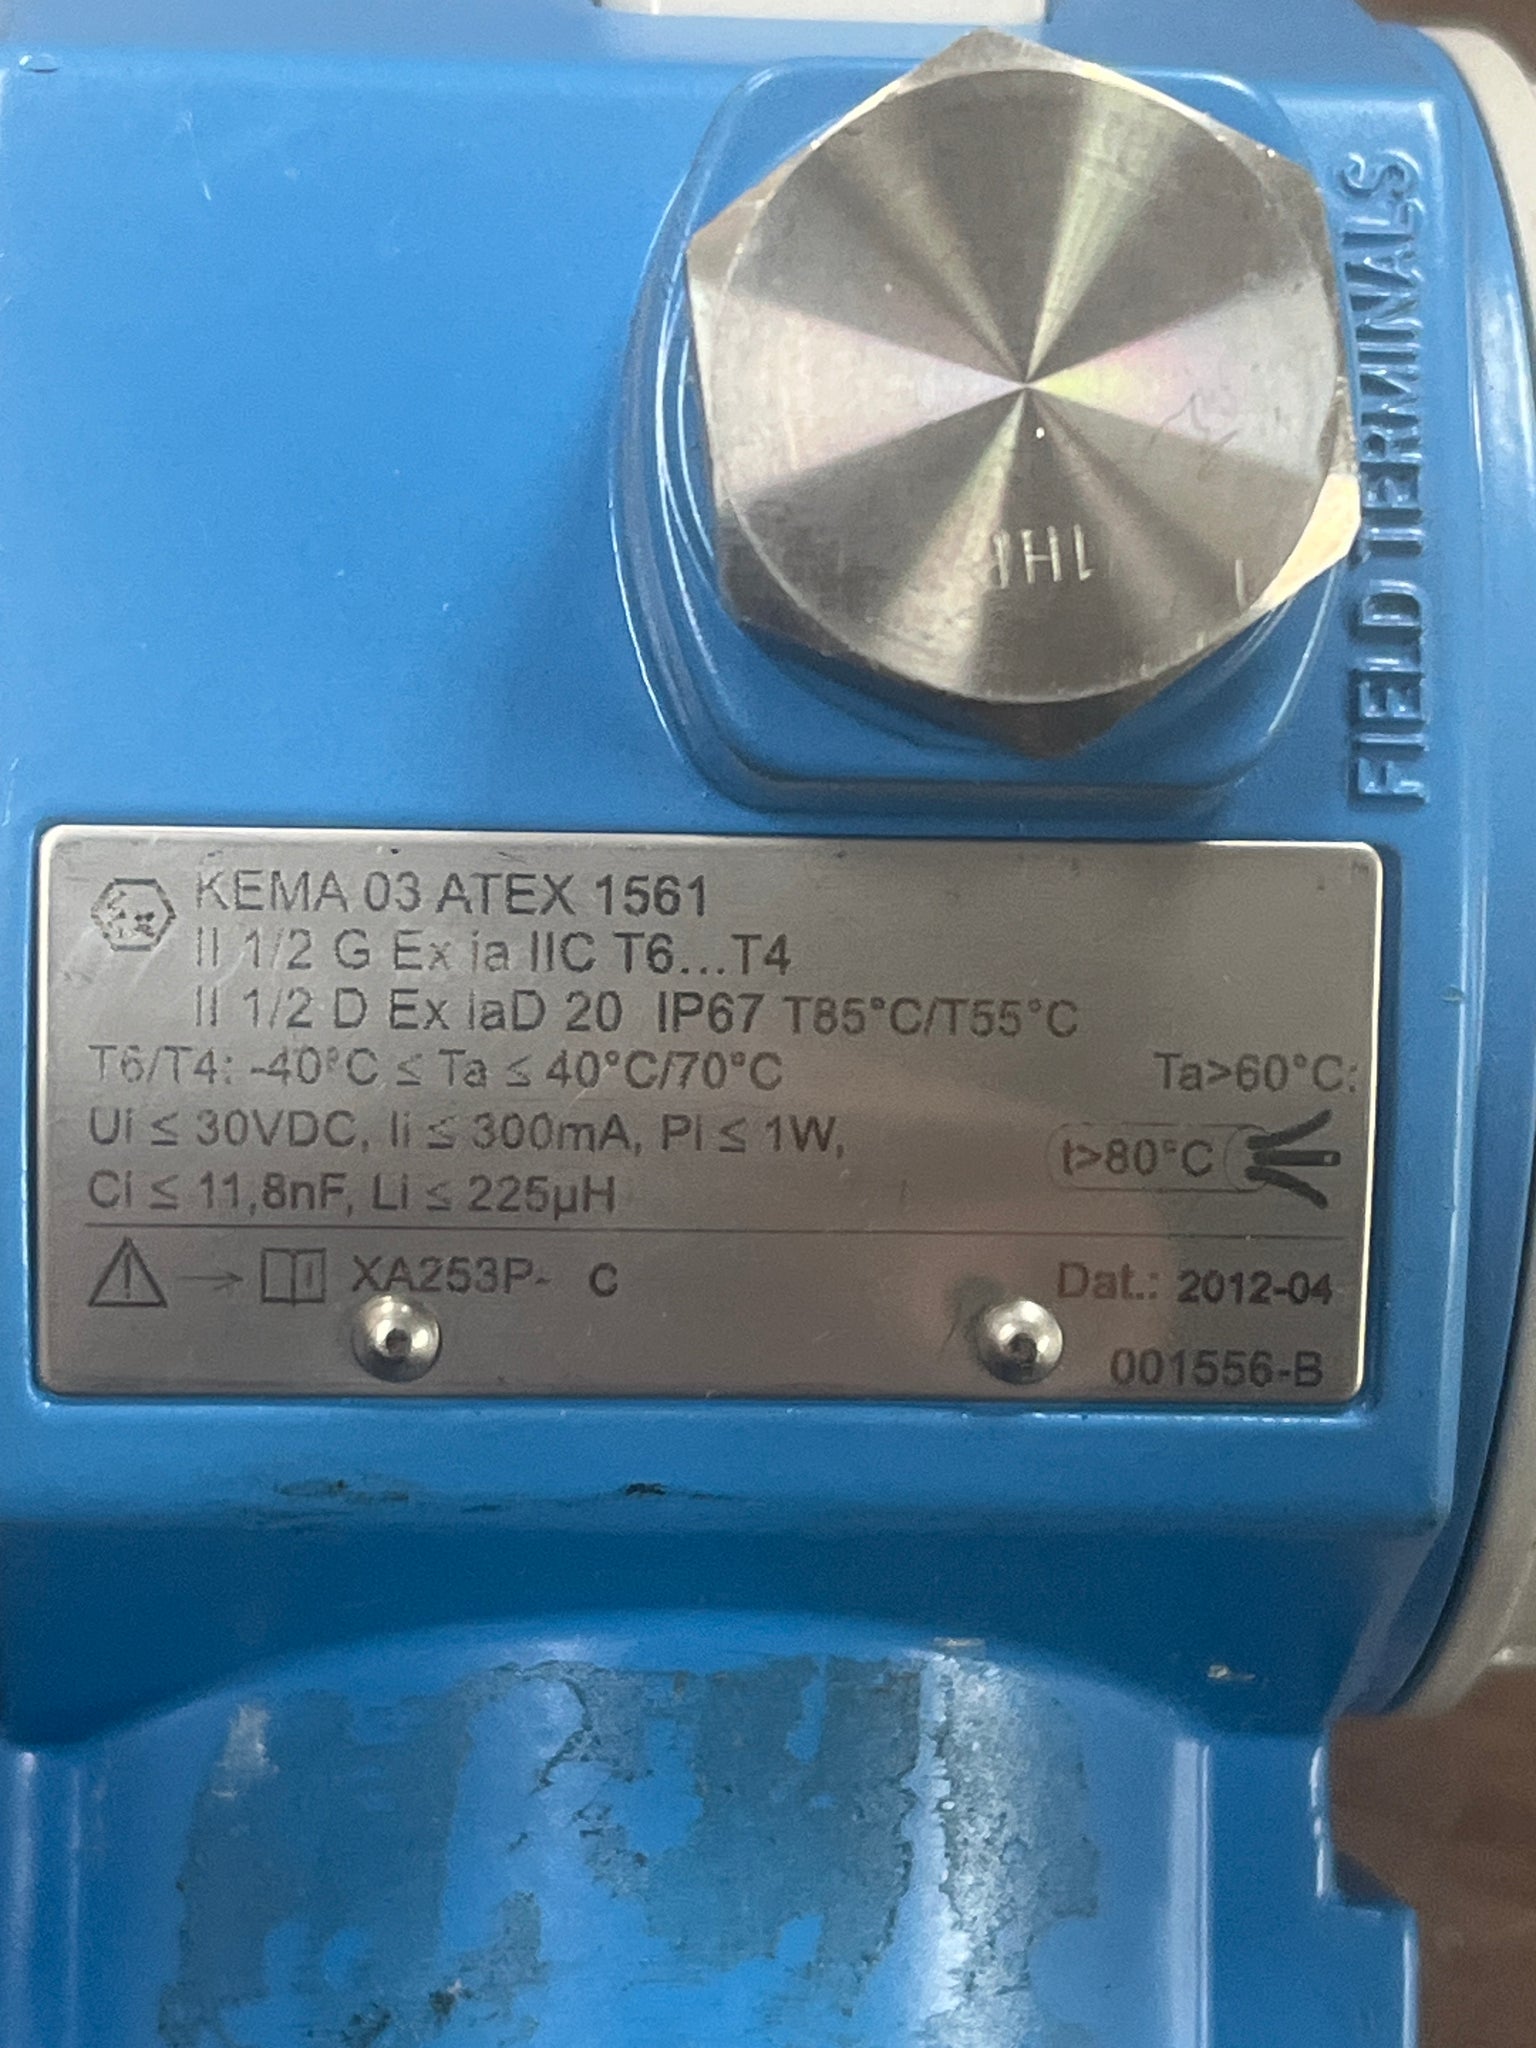 FIELD TERMINALS
KEMA 03 ATEX 1561
II 1/2 G Ex ia IIC T6...T4
II 1/2 D Ex iaD 20 IP67 T85°C/T55°C
T6/T4: -40°C ≤ Ta ≤ 40°C/70°C
Ta>60°C:
Ui ≤ 30VDC, Ii ≤ 300mA, Pi ≤ 1W,
t>80°C
Ci ≤ 11,8nF, Li ≤ 225µH
XA253P- C
Dat.: 2012-04
001556-B